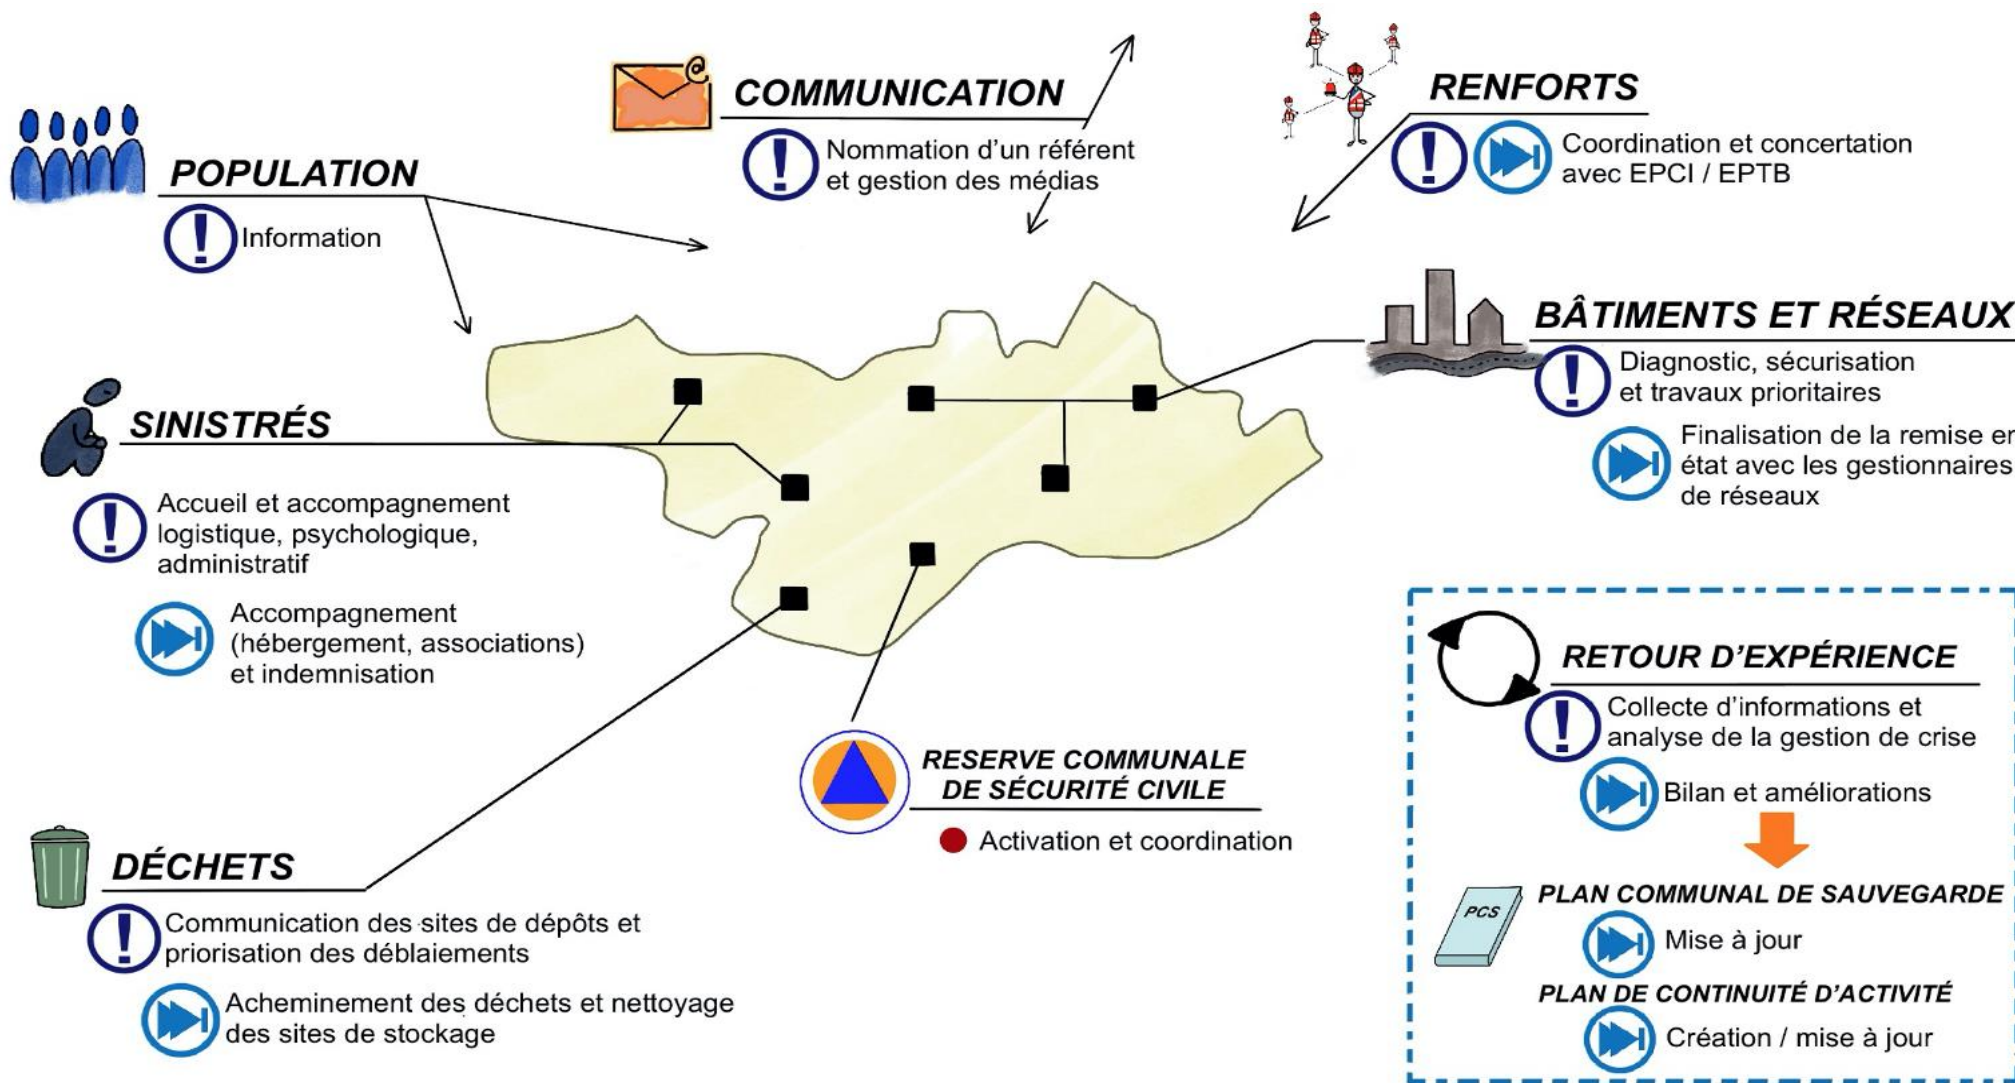 COMMUNICATION
Nommation d'un référent
et gestion des médias
RENFORTS
Coordination et concertation
avec EPCI / EPTB
POPULATION
Information
BÂTIMENTS ET RÉSEAUX
Diagnostic, sécurisation
et travaux prioritaires
Finalisation de la remise en
état avec les gestionnaires
de réseaux
SINISTRÉS
Accueil et accompagnement
logistique, psychologique,
administratif
Accompagnement
(hébergement, associations)
et indemnisation
RESERVE COMMUNALE
DE SÉCURITÉ CIVILE
Activation et coordination
DÉCHETS
Communication des sites de dépôts et
priorisation des déblaiements
Acheminement des déchets et nettoyage
des sites de stockage
RETOUR D'EXPÉRIENCE
Collecte d'informations et
analyse de la gestion de crise
Bilan et améliorations
PCS
PLAN COMMUNAL DE SAUVEGARDE
Mise à jour
PLAN DE CONTINUITÉ D'ACTIVITÉ
Création / mise à jour